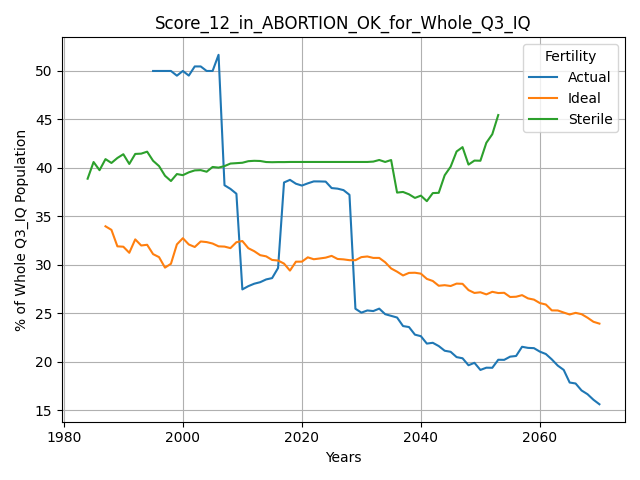 Score_12_in_ABORTION_OK_for_Whole_Q3_IQ
% of Whole Q3_IQ Population
50
45
40
35
30
25
20
15
Fertility
Actual
Ideal
Sterile
1980
2000
2020
2040
2060
Years